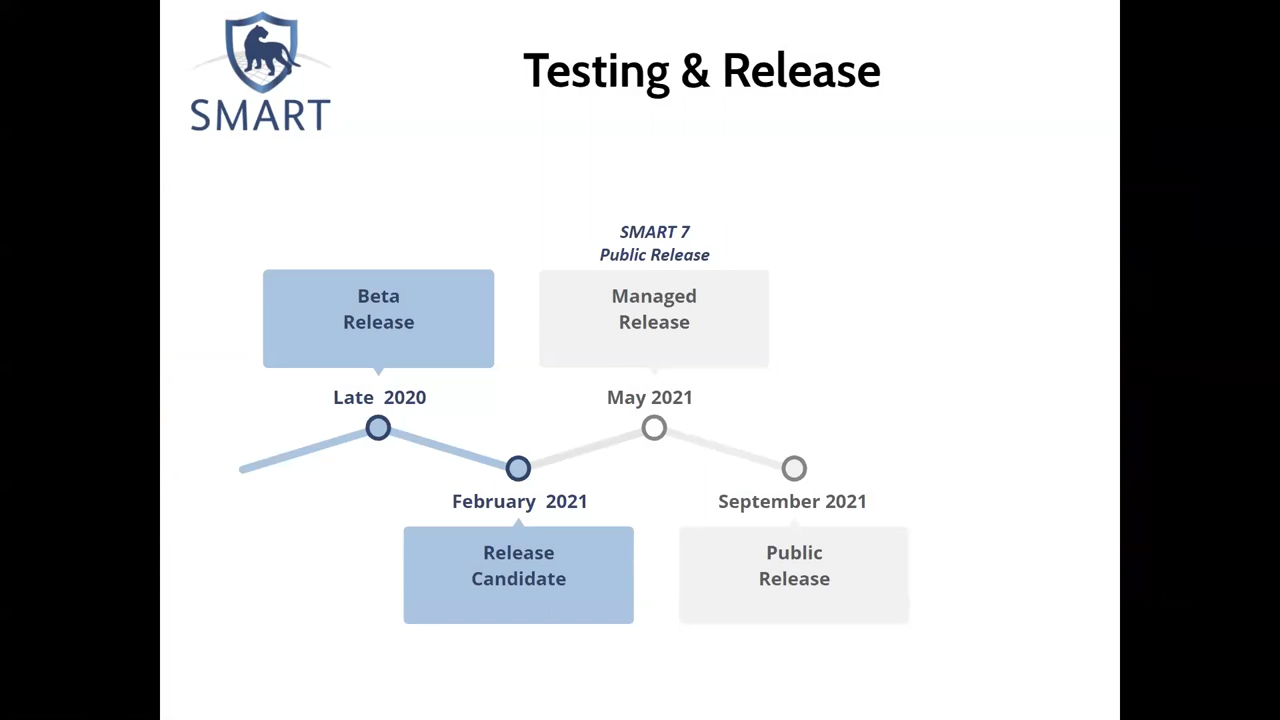 SMART
Testing & Release
SMART 7
Public Release
Beta
Release
Managed
Release
Late 2020
May 2021
February 2021
September 2021
Release
Candidate
Public
Release